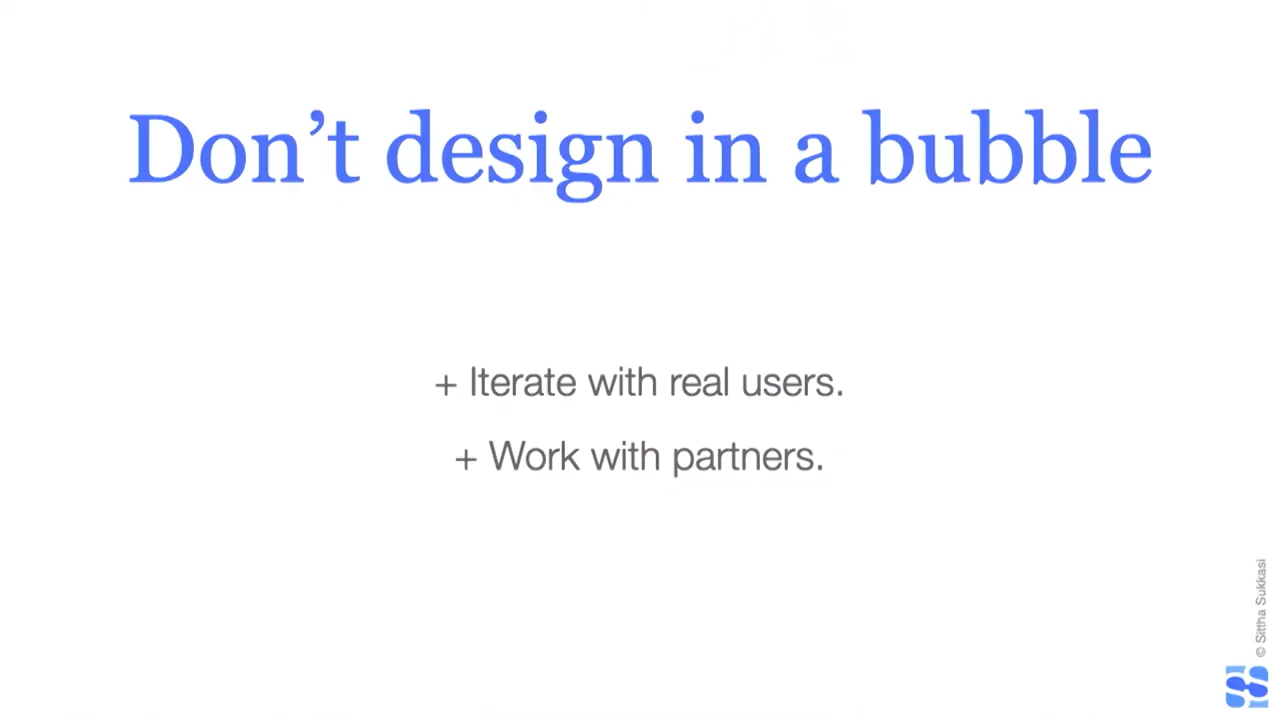 Don’t design in a bubble
+ Iterate with real users.
+ Work with partners.
© Sittha Sukkasi